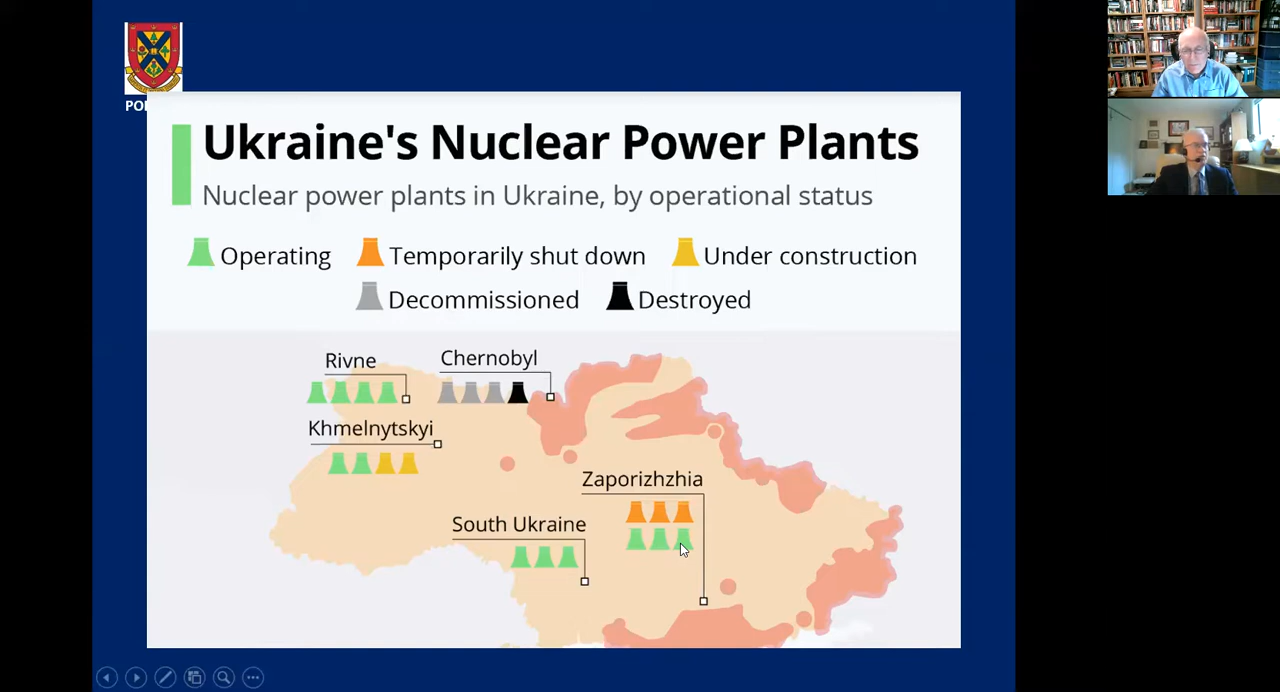 PO
Ukraine's Nuclear Power Plants
Nuclear power plants in Ukraine, by operational status
Operating Temporarily shut down Under construction
Decommissioned Destroyed
Rivne
Chernobyl
Khmelnytskyi
Zaporizhzhia
South Ukraine